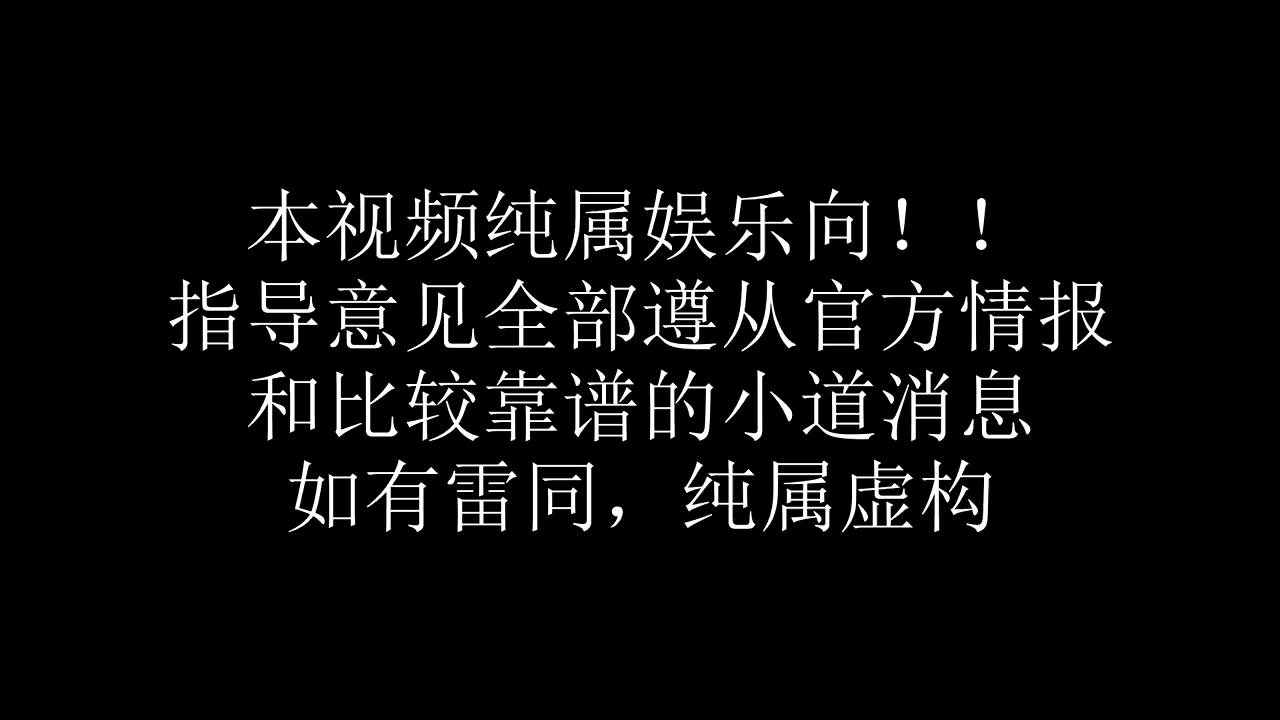 本视频纯属娱乐向！！
指导意见全部遵从官方情报
和比较靠谱的小道消息
如有雷同，纯属虚构